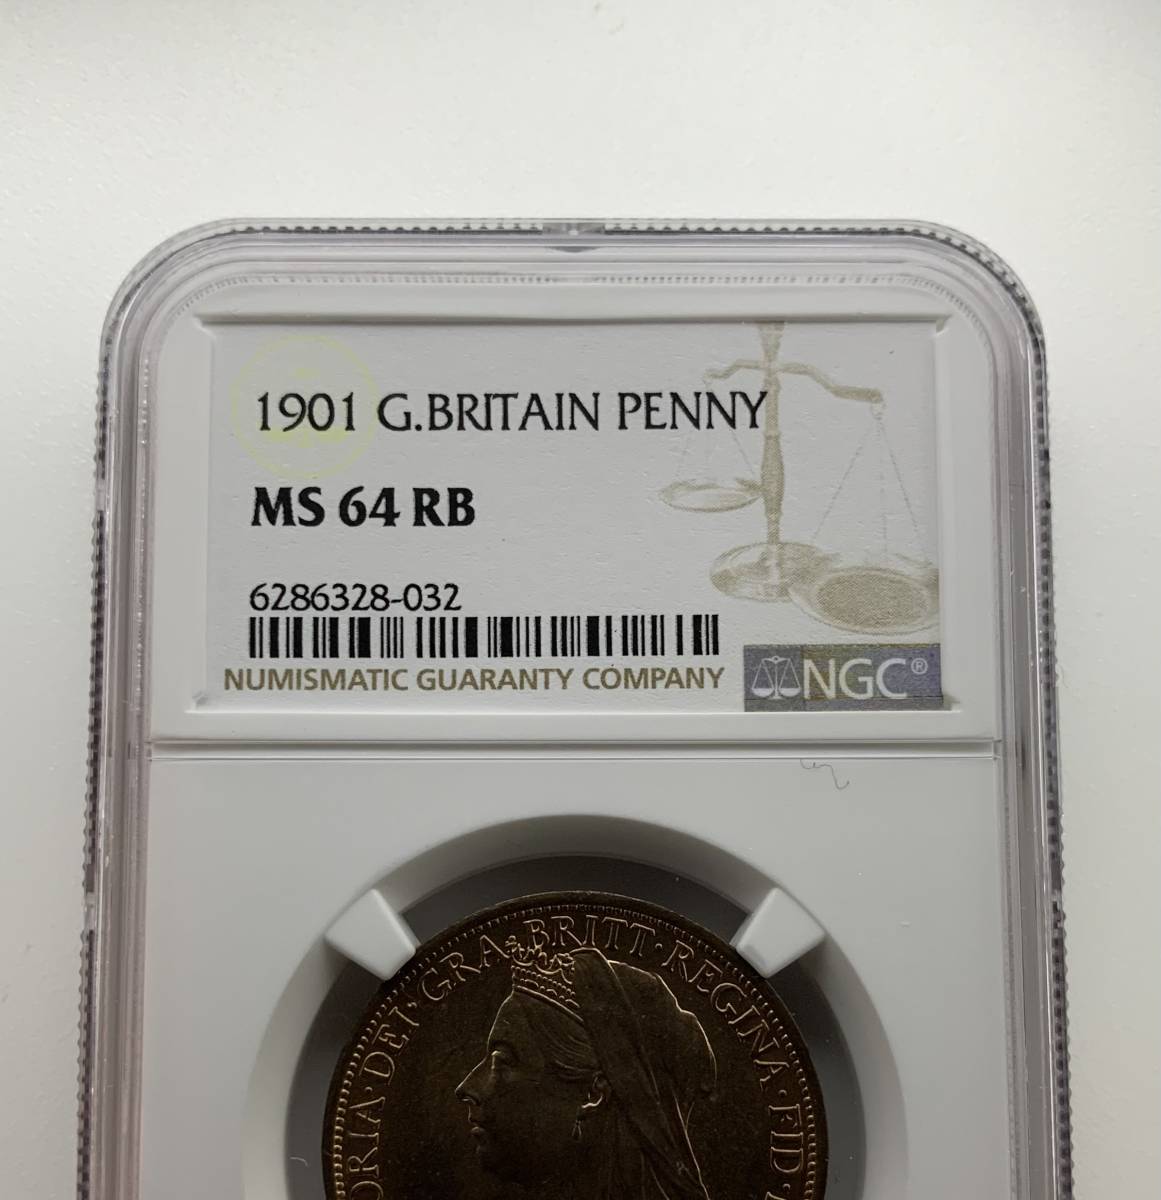 1901 G.BRITAIN PENNY
MS 64 RB
6286328-032
NUMISMATIC GUARANTY COMPANY
NGC®
ORIA·DEI·GRA·BRITT·REGINA·FID·